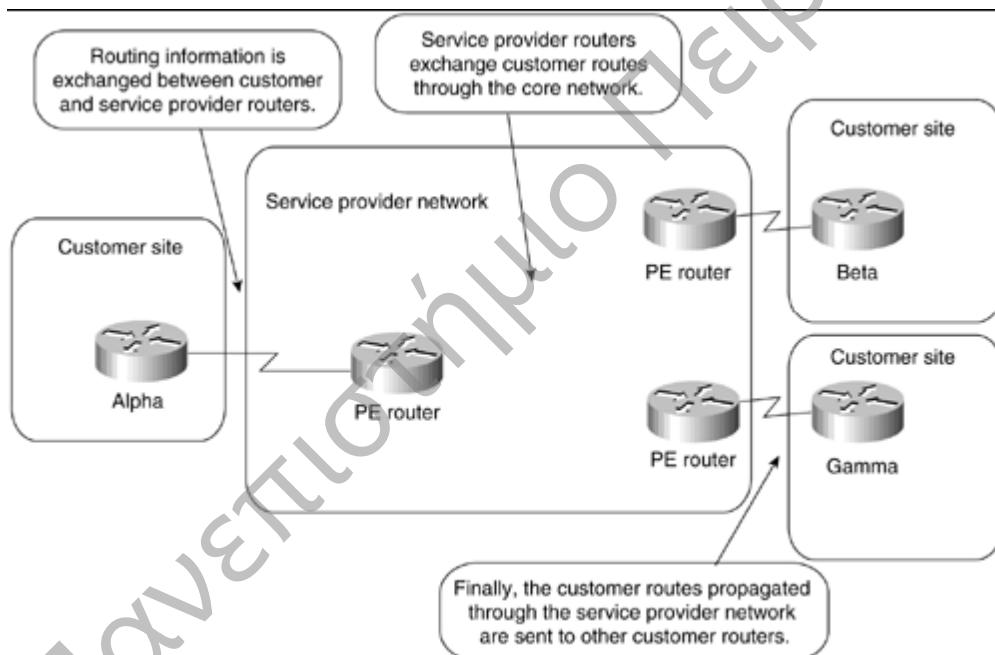 Routing information is
exchanged between customer
and service provider routers.
Service provider routers
exchange customer routes
through the core network.
Customer site
Service provider network
Customer site
PE router
Beta
Alpha
PE router
Customer site
PE router
Gamma
Finally, the customer routes propagated
through the service provider network
are sent to other customer routers.
Πανεπιστήμιο